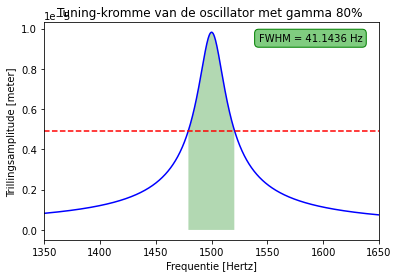 Tuning-kromme van de oscillator met gamma 80%
1e-5
FWHM = 41.1436 Hz
Trillingsamplitude [meter]
1.0
0.8
0.6
0.4
0.2
0.0
1350 1400 1450 1500 1550 1600 1650
Frequentie [Hertz]